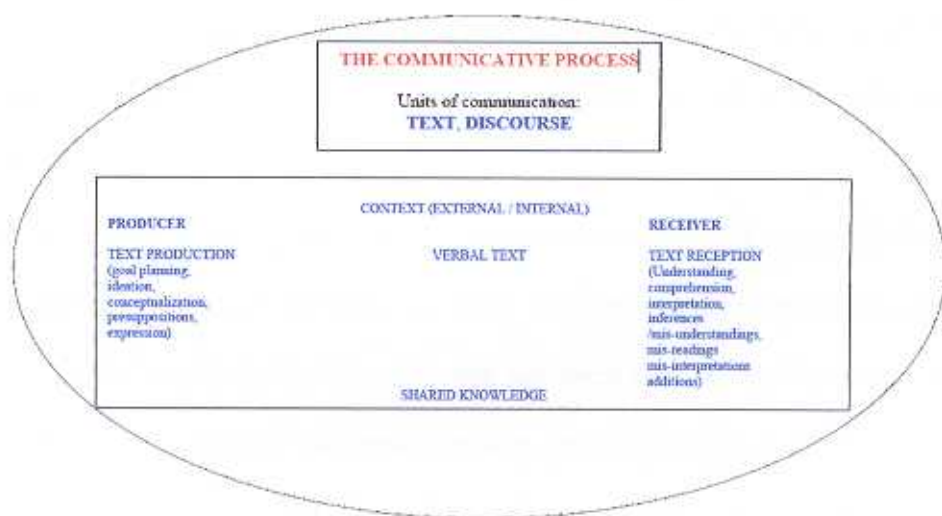 THE COMMUNICATIVE PROCESS
Units of communication:
TEXT, DISCOURSE
CONTEXT (EXTERNAL / INTERNAL)
PRODUCER
RECEIVER
TEXT PRODUCTION
(goal planning,
ideation,
conceptualization,
presuppositions,
expression)
VERBAL TEXT
TEXT RECEPTION
(Understanding,
comprehension,
interpretation,
inferences
/mis-understandings,
mis-readings
mis-interpretations
additions)
SHARED KNOWLEDGE